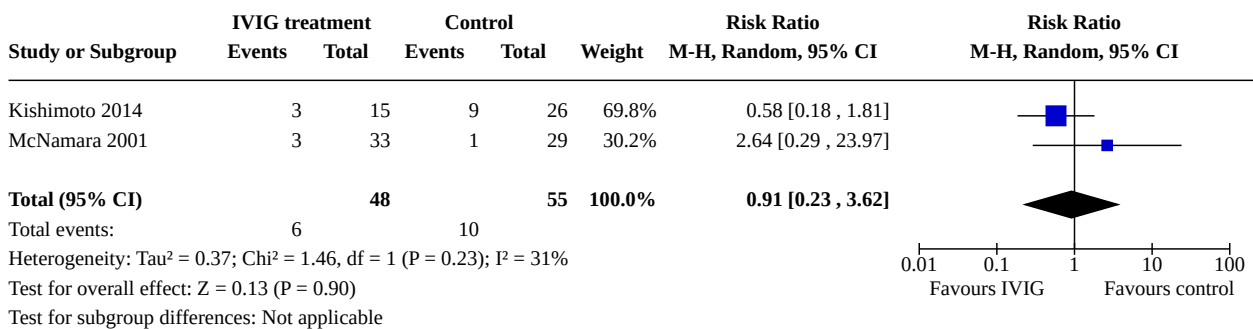 IVIG treatment Control Risk Ratio Risk Ratio
Study or Subgroup Events Total Events Total Weight M-H, Random, 95% CI M-H, Random, 95% CI
Kishimoto 2014 3 15 9 26 69.8% 0.58 [0.18 , 1.81]
McNamara 2001 3 33 1 29 30.2% 2.64 [0.29 , 23.97]
Total (95% CI) 48 55 100.0% 0.91 [0.23 , 3.62]
Total events: 6 10
Heterogeneity: Tau² = 0.37; Chi² = 1.46, df = 1 (P = 0.23); I² = 31%
0.01 0.1 1 10 100
Test for overall effect: Z = 0.13 (P = 0.90) Favours IVIG Favours control
Test for subgroup differences: Not applicable